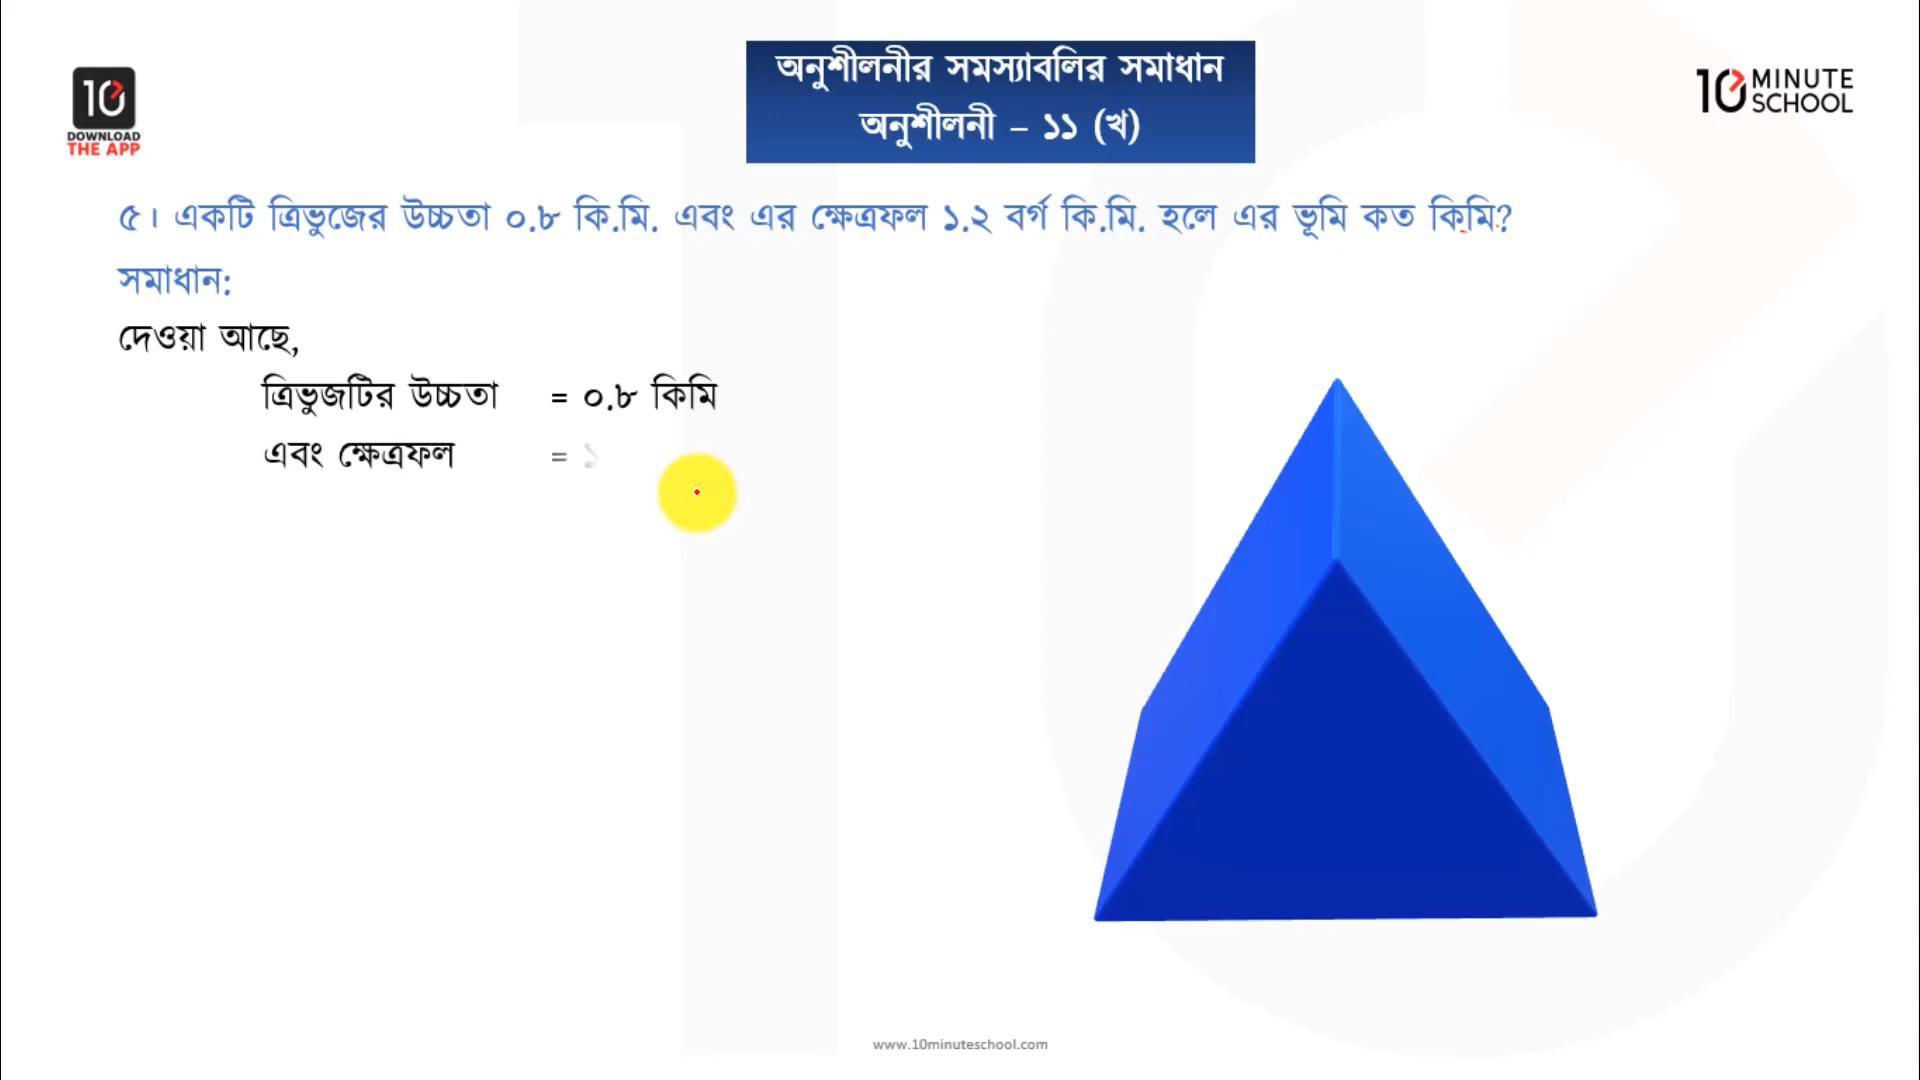 অনুশীলনীর সমস্যাবলির সমাধান
অনুশীলনী – ১১ (খ)
10
DOWNLOAD
THE APP
10 MINUTE
SCHOOL
৫। একটি ত্রিভুজের উচ্চতা ০.৮ কি.মি. এবং এর ক্ষেত্রফল ১.২ বর্গ কি.মি. হলে এর ভূমি কত কিমি?
সমাধান:
দেওয়া আছে,
ত্রিভুজটির উচ্চতা = ০.৮ কিমি
এবং ক্ষেত্রফল = ১
www.10minuteschool.com